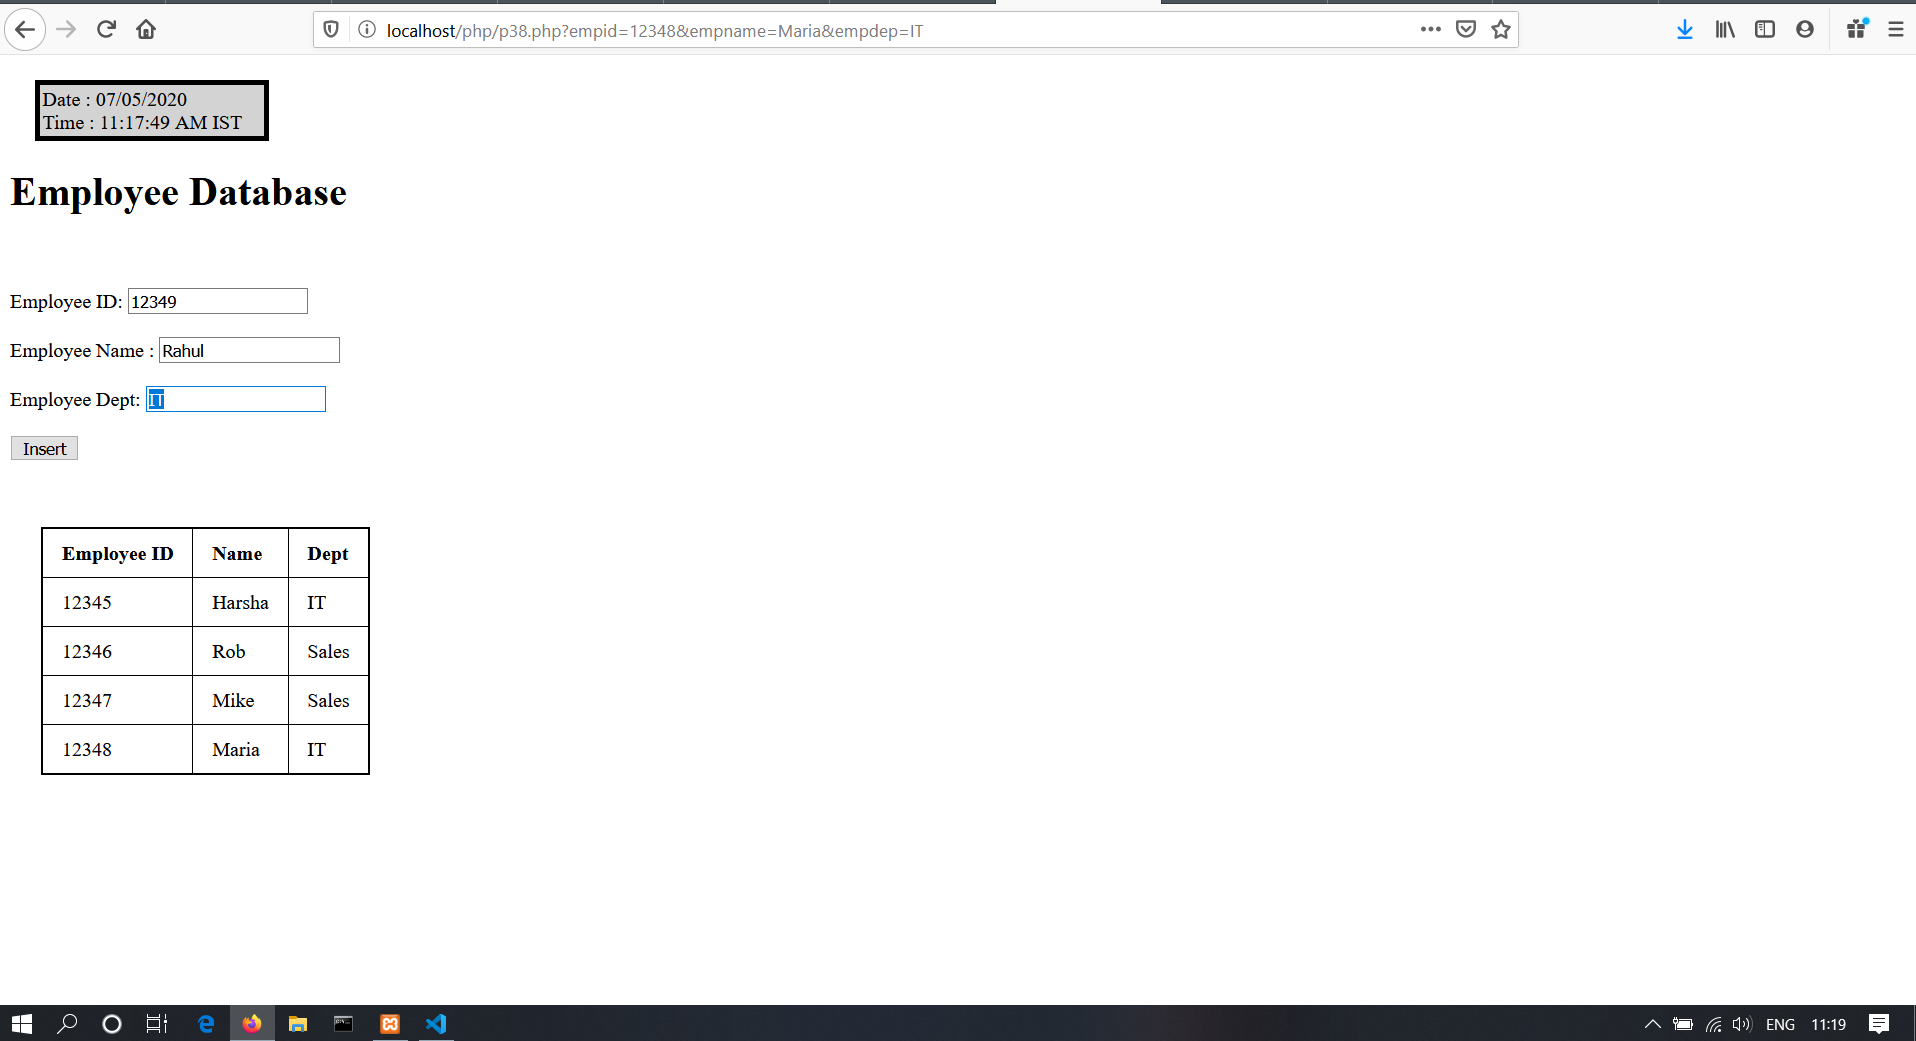 localhost/php/p38.php?empid=12348&empname=Maria&empdep=IT
Date : 07/05/2020
Time : 11:17:49 AM IST
Employee Database
Employee ID: 12349
Employee Name : Rahul
Employee Dept: IT
Insert
Employee ID Name Dept
12345 Harsha IT
12346 Rob Sales
12347 Mike Sales
12348 Maria IT
ENG 11:19